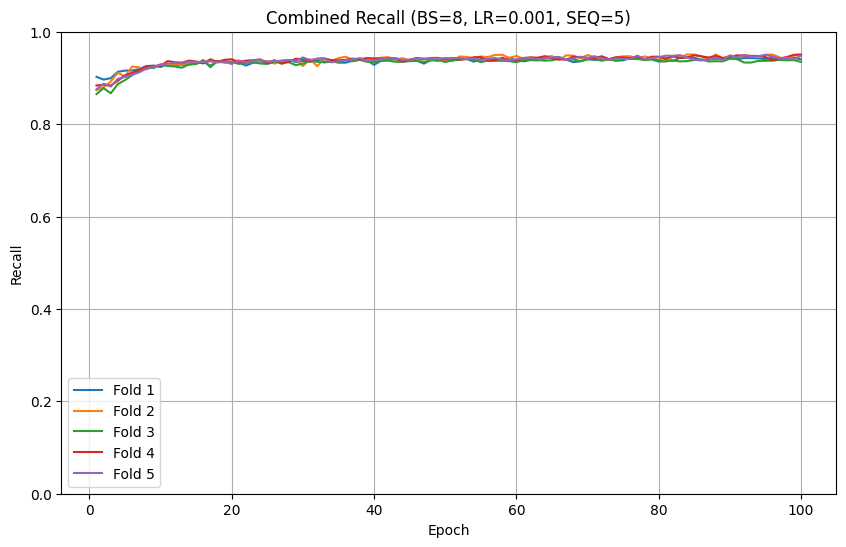 Combined Recall (BS=8, LR=0.001, SEQ=5)
1.0
0.8
0.6
0.4
0.2
0.0
Recall
Fold 1
Fold 2
Fold 3
Fold 4
Fold 5
0 20 40 60 80 100
Epoch